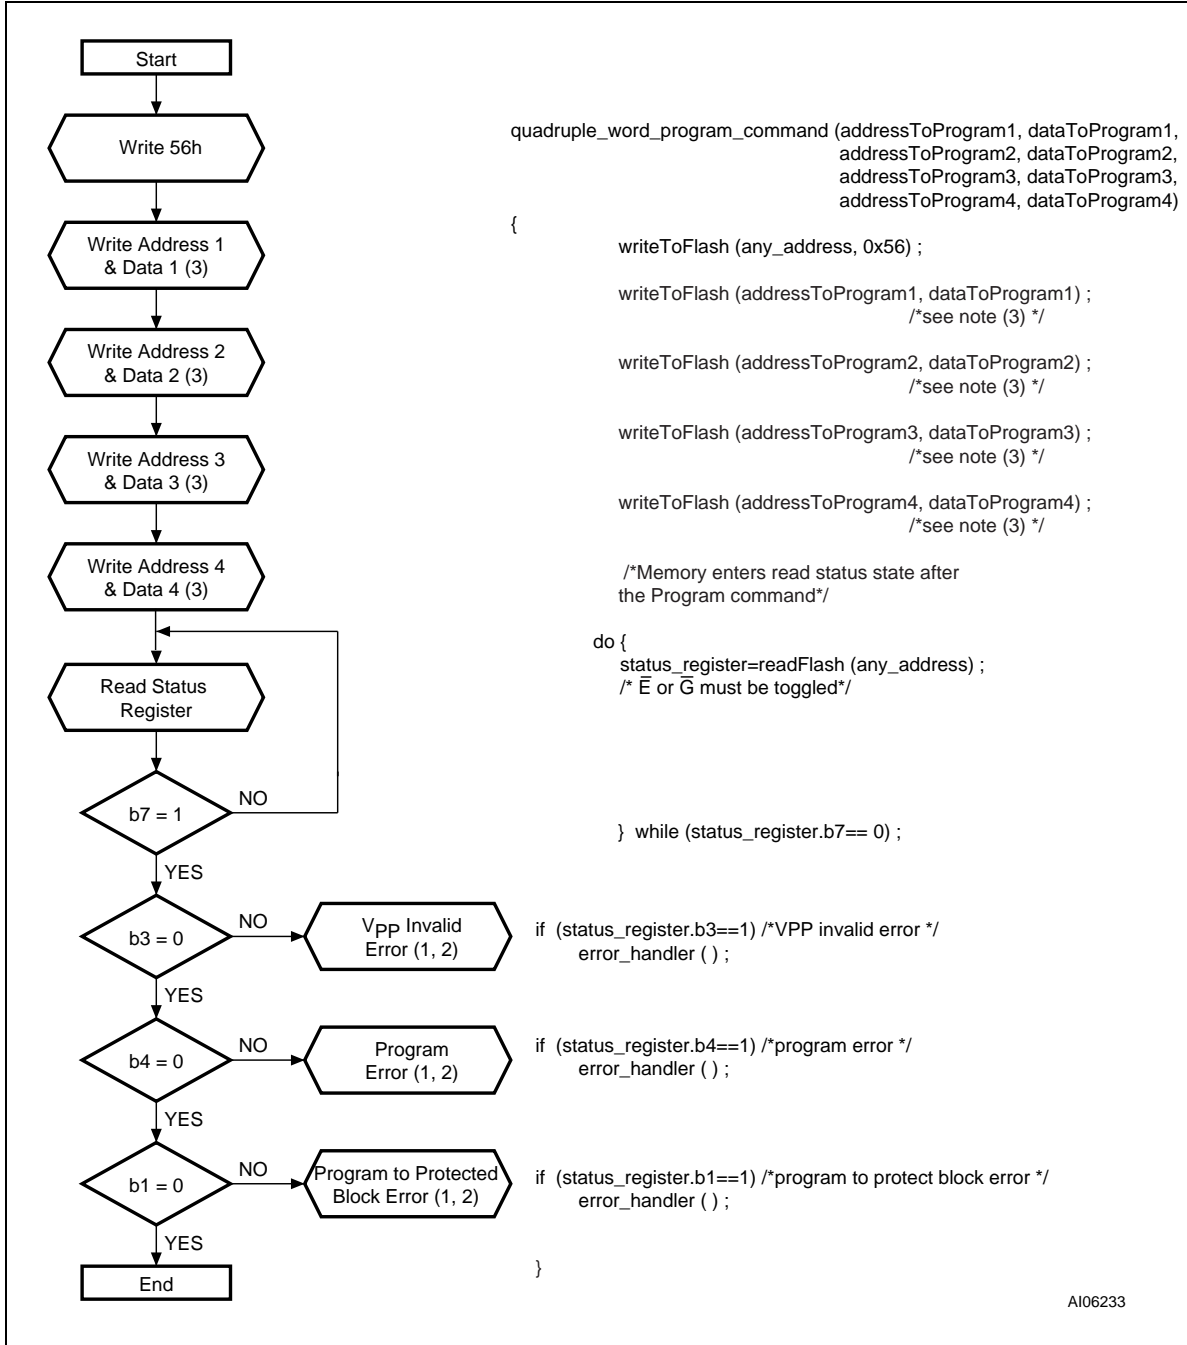 Start
Write 56h
Write Address 1
& Data 1 (3)
Write Address 2
& Data 2 (3)
Write Address 3
& Data 3 (3)
Write Address 4
& Data 4 (3)
Read Status
Register
b7 = 1
NO
YES
b3 = 0
NO
VPP Invalid
Error (1, 2)
YES
b4 = 0
NO
Program
Error (1, 2)
YES
b1 = 0
NO
Program to Protected
Block Error (1, 2)
YES
End
quadruple_word_program_command (addressToProgram1, dataToProgram1,
addressToProgram2, dataToProgram2,
addressToProgram3, dataToProgram3,
addressToProgram4, dataToProgram4)
{
writeToFlash (any_address, 0x56) ;
writeToFlash (addressToProgram1, dataToProgram1) ;
/*see note (3) */
writeToFlash (addressToProgram2, dataToProgram2) ;
/*see note (3) */
writeToFlash (addressToProgram3, dataToProgram3) ;
/*see note (3) */
writeToFlash (addressToProgram4, dataToProgram4) ;
/*see note (3) */
/*Memory enters read status state after
the Program command*/
do {
status_register=readFlash (any_address) ;
/* E̅ or G̅ must be toggled*/
} while (status_register.b7== 0) ;
if (status_register.b3==1) /*VPP invalid error */
error_handler ( ) ;
if (status_register.b4==1) /*program error */
error_handler ( ) ;
if (status_register.b1==1) /*program to protect block error */
error_handler ( ) ;
}
AI06233